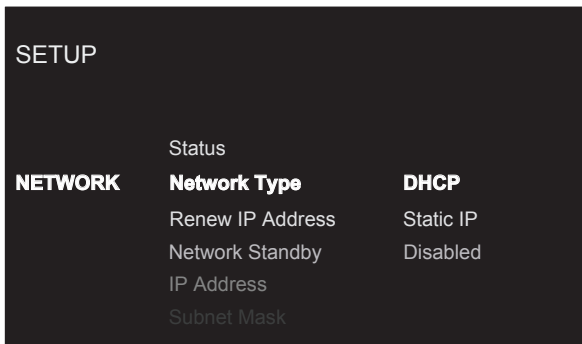 SETUP
Status
NETWORK Network Type DHCP
Renew IP Address Static IP
Network Standby Disabled
IP Address
Subnet Mask